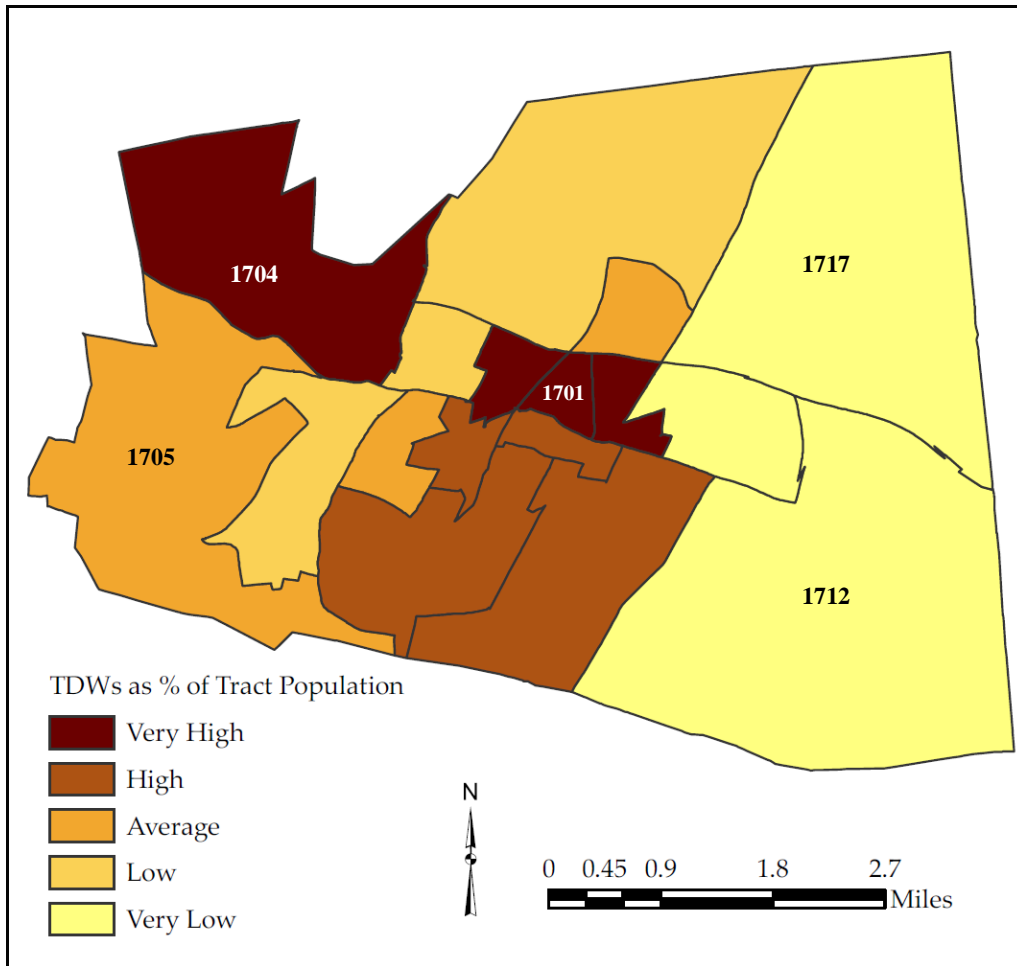 1704
1717
1701
1705
1712
TDWs as % of Tract Population
Very High
High
Average
Low
Very Low
N
0 0.45 0.9 1.8 2.7
Miles